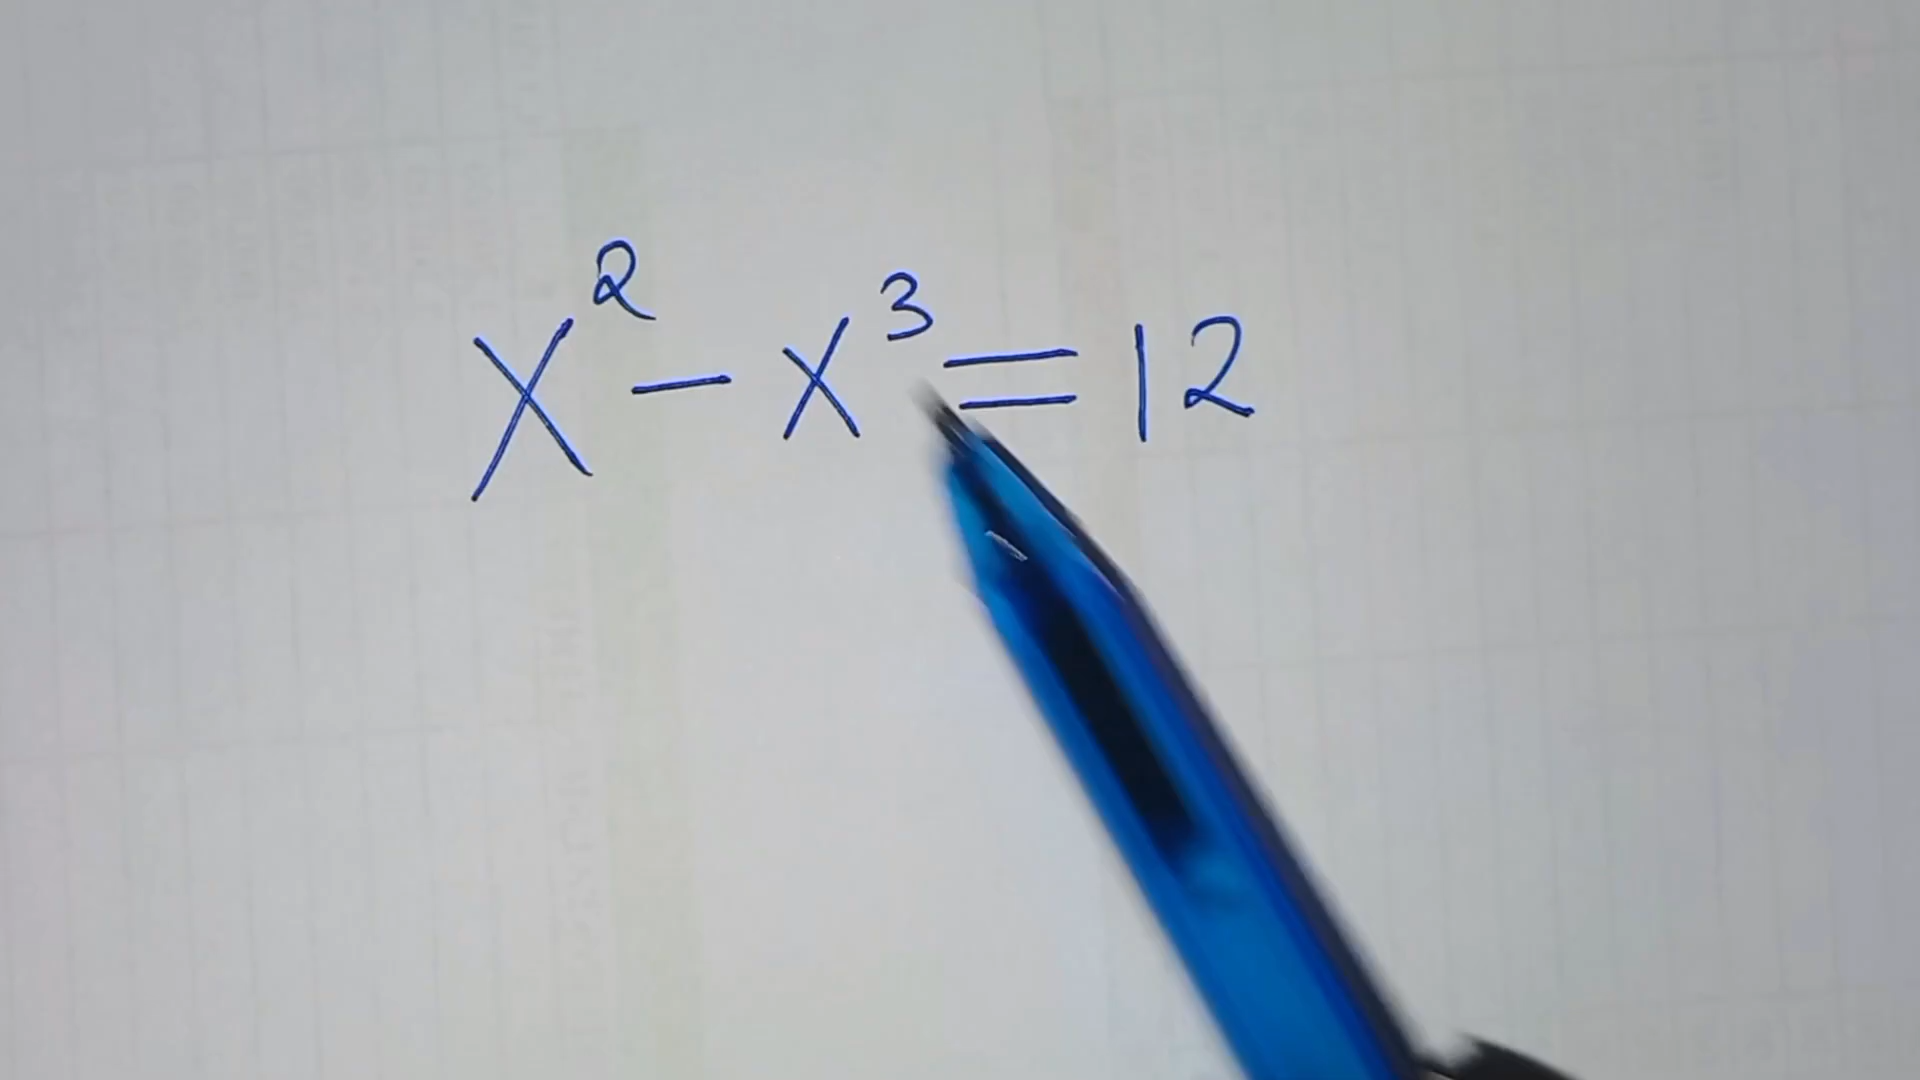 X² - X³ = 12